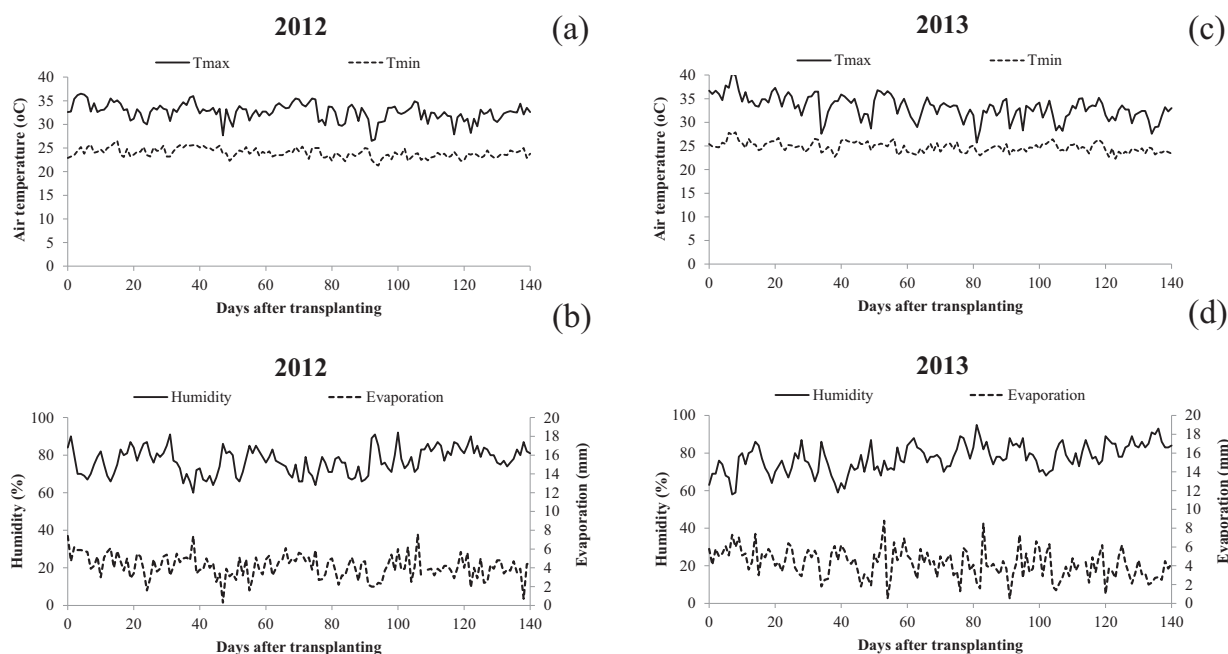 2012
(a)
Tmax
Tmin
Air temperature (oC)
40
35
30
25
20
15
10
5
0
0 20 40 60 80 100 120 140
Days after transplanting
(b)
2012
Humidity
Evaporation
Humidity (%)
100
80
60
40
20
0
20
18
16
14
12
10
8
6
4
2
0
Evaporation (mm)
0 20 40 60 80 100 120 140
Days after transplanting
2013
(c)
Tmax
Tmin
Air temperature (oC)
40
35
30
25
20
15
10
5
0
0 20 40 60 80 100 120 140
Days after transplanting
(d)
2013
Humidity
Evaporation
Humidity (%)
100
80
60
40
20
0
20
18
16
14
12
10
8
6
4
2
0
Evaporation (mm)
0 20 40 60 80 100 120 140
Days after transplanting